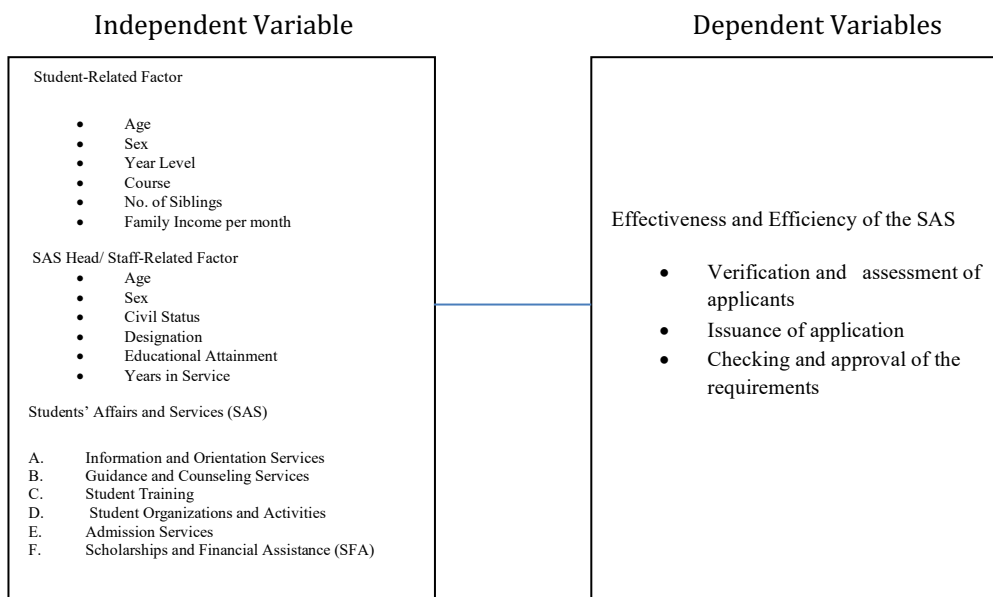 Independent Variable
Student-Related Factor
• Age
• Sex
• Year Level
• Course
• No. of Siblings
• Family Income per month
SAS Head/ Staff-Related Factor
• Age
• Sex
• Civil Status
• Designation
• Educational Attainment
• Years in Service
Students’ Affairs and Services (SAS)
A. Information and Orientation Services
B. Guidance and Counseling Services
C. Student Training
D. Student Organizations and Activities
E. Admission Services
F. Scholarships and Financial Assistance (SFA)
Dependent Variables
Effectiveness and Efficiency of the SAS
• Verification and assessment of
applicants
• Issuance of application
• Checking and approval of the
requirements